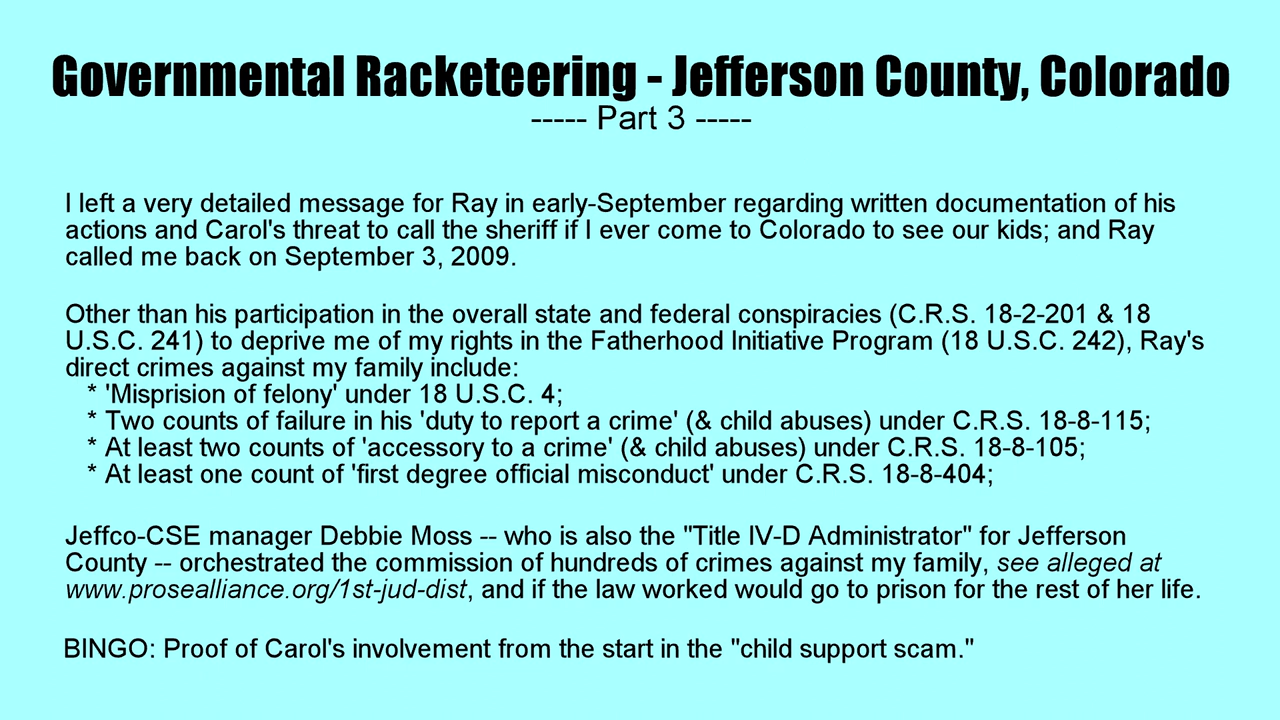 Governmental Racketeering - Jefferson County, Colorado
----- Part 3 -----
I left a very detailed message for Ray in early-September regarding written documentation of his
actions and Carol's threat to call the sheriff if I ever come to Colorado to see our kids; and Ray
called me back on September 3, 2009.
Other than his participation in the overall state and federal conspiracies (C.R.S. 18-2-201 & 18
U.S.C. 241) to deprive me of my rights in the Fatherhood Initiative Program (18 U.S.C. 242), Ray's
direct crimes against my family include:
* 'Misprision of felony' under 18 U.S.C. 4;
* Two counts of failure in his 'duty to report a crime' (& child abuses) under C.R.S. 18-8-115;
* At least two counts of 'accessory to a crime' (& child abuses) under C.R.S. 18-8-105;
* At least one count of 'first degree official misconduct' under C.R.S. 18-8-404;
Jeffco-CSE manager Debbie Moss -- who is also the "Title IV-D Administrator" for Jefferson
County -- orchestrated the commission of hundreds of crimes against my family, see alleged at
www.prosealliance.org/1st-jud-dist, and if the law worked would go to prison for the rest of her life.
BINGO: Proof of Carol's involvement from the start in the "child support scam."